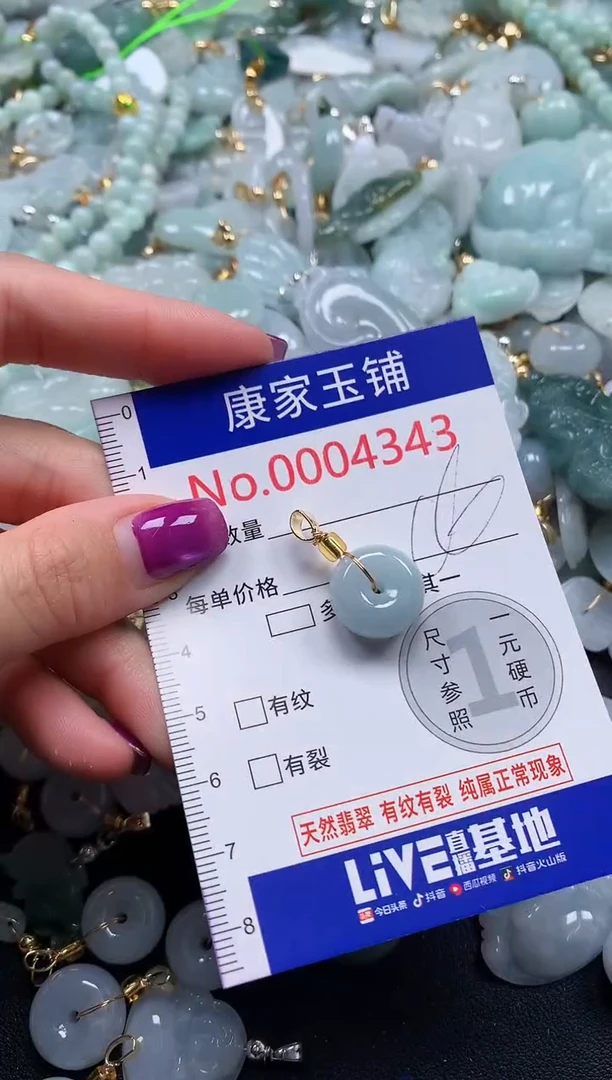 康家玉铺
No.0004343
数量
每单价格
多 其一
尺寸参照
1
一元硬币
有纹
有裂
天然翡翠 有纹有裂 纯属正常现象
LiVE直播基地
今日头条 抖音 西瓜视频 抖音火山版
0
1
4
5
6
7
8